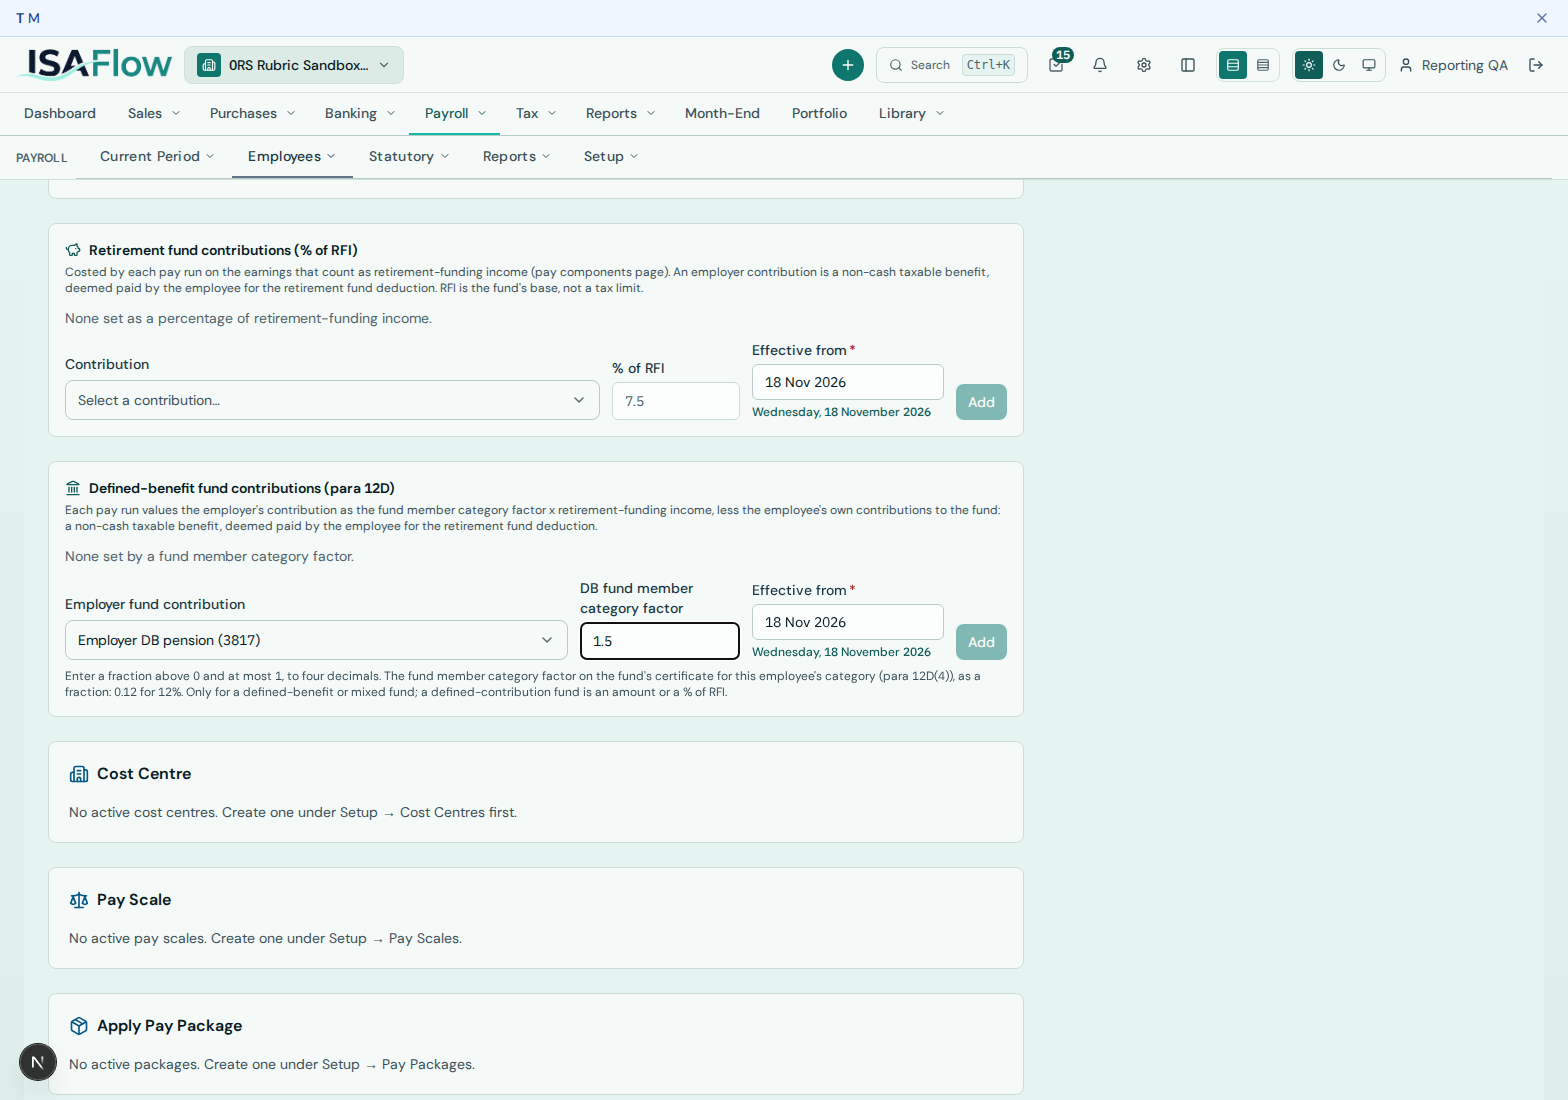 T M
ISAFlow
0RS Rubric Sandbox...
Search
Ctrl+K
15
Reporting QA
Dashboard
Sales
Purchases
Banking
Payroll
Tax
Reports
Month-End
Portfolio
Library
PAYROLL
Current Period
Employees
Statutory
Reports
Setup
Retirement fund contributions (% of RFI)
Costed by each pay run on the earnings that count as retirement-funding income (pay components page). An employer contribution is a non-cash taxable benefit,
deemed paid by the employee for the retirement fund deduction. RFI is the fund's base, not a tax limit.
None set as a percentage of retirement-funding income.
Contribution
Select a contribution...
% of RFI
7.5
Effective from *
18 Nov 2026
Wednesday, 18 November 2026
Add
Defined-benefit fund contributions (para 12D)
Each pay run values the employer's contribution as the fund member category factor x retirement-funding income, less the employee's own contributions to the fund:
a non-cash taxable benefit, deemed paid by the employee for the retirement fund deduction.
None set by a fund member category factor.
Employer fund contribution
Employer DB pension (3817)
DB fund member
category factor
1.5
Effective from *
18 Nov 2026
Wednesday, 18 November 2026
Add
Enter a fraction above 0 and at most 1, to four decimals. The fund member category factor on the fund's certificate for this employee's category (para 12D(4)), as a
fraction: 0.12 for 12%. Only for a defined-benefit or mixed fund; a defined-contribution fund is an amount or a % of RFI.
Cost Centre
No active cost centres. Create one under Setup → Cost Centres first.
Pay Scale
No active pay scales. Create one under Setup → Pay Scales.
Apply Pay Package
No active packages. Create one under Setup → Pay Packages.
N